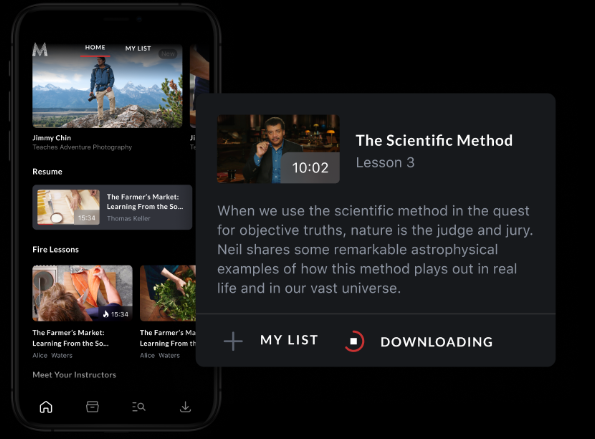 M
HOME
MY LIST
Jimmy Chin
Teaches Adventure Photography
Resume
15:34
The Farmer's Market:
Learning From the So...
Thomas Keller
Fire Lessons
15:34
The Farmer's Market:
Learning From the So...
Alice Waters
The Farmer's Market:
Learning From the
Alice Waters
Meet Your Instructors
10:02
The Scientific Method
Lesson 3
When we use the scientific method in the quest
for objective truths, nature is the judge and jury.
Neil shares some remarkable astrophysical
examples of how this method plays out in real
life and in our vast universe.
MY LIST
DOWNLOADING